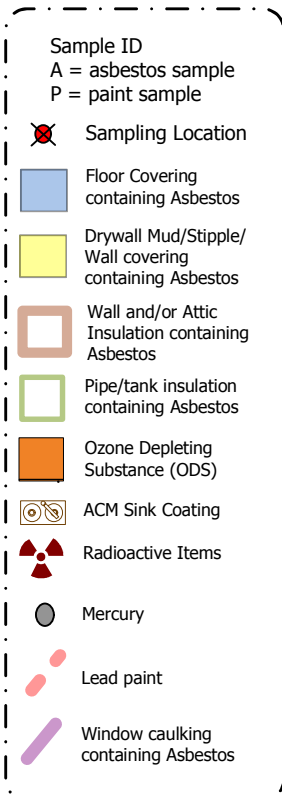 Sample ID
A = asbestos sample
P = paint sample
Sampling Location
Floor Covering
containing Asbestos
Drywall Mud/Stipple/
Wall covering
containing Asbestos
Wall and/or Attic
Insulation containing
Asbestos
Pipe/tank insulation
containing Asbestos
Ozone Depleting
Substance (ODS)
ACM Sink Coating
Radioactive Items
Mercury
Lead paint
Window caulking
containing Asbestos